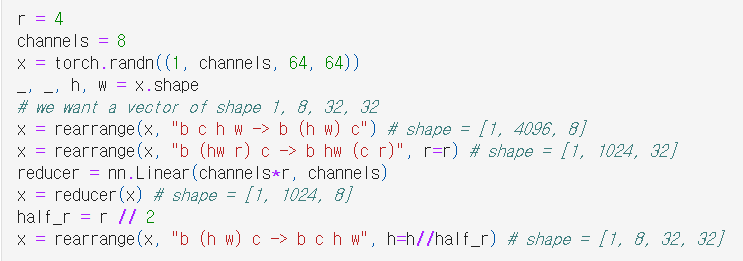 r = 4
channels = 8
x = torch.randn((1, channels, 64, 64))
_, _, h, w = x.shape
# we want a vector of shape 1, 8, 32, 32
x = rearrange(x, "b c h w -> b (h w) c") # shape = [1, 4096, 8]
x = rearrange(x, "b (hw r) c -> b hw (c r)", r=r) # shape = [1, 1024, 32]
reducer = nn.Linear(channels*r, channels)
x = reducer(x) # shape = [1, 1024, 8]
half_r = r // 2
x = rearrange(x, "b (h w) c -> b c h w", h=h//half_r) # shape = [1, 8, 32, 32]